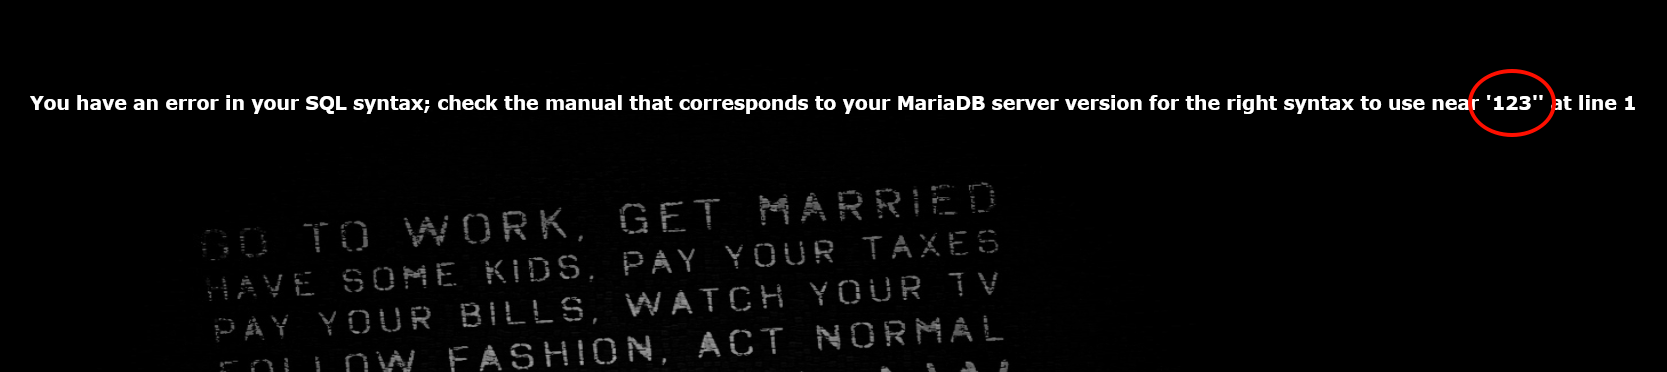 You have an error in your SQL syntax; check the manual that corresponds to your MariaDB server version for the right syntax to use near '123'' at line 1
GO TO WORK, GET MARRIED
HAVE SOME KIDS, PAY YOUR TAXES
PAY YOUR BILLS, WATCH YOUR TV
FOLLOW FASHION, ACT NORMAL